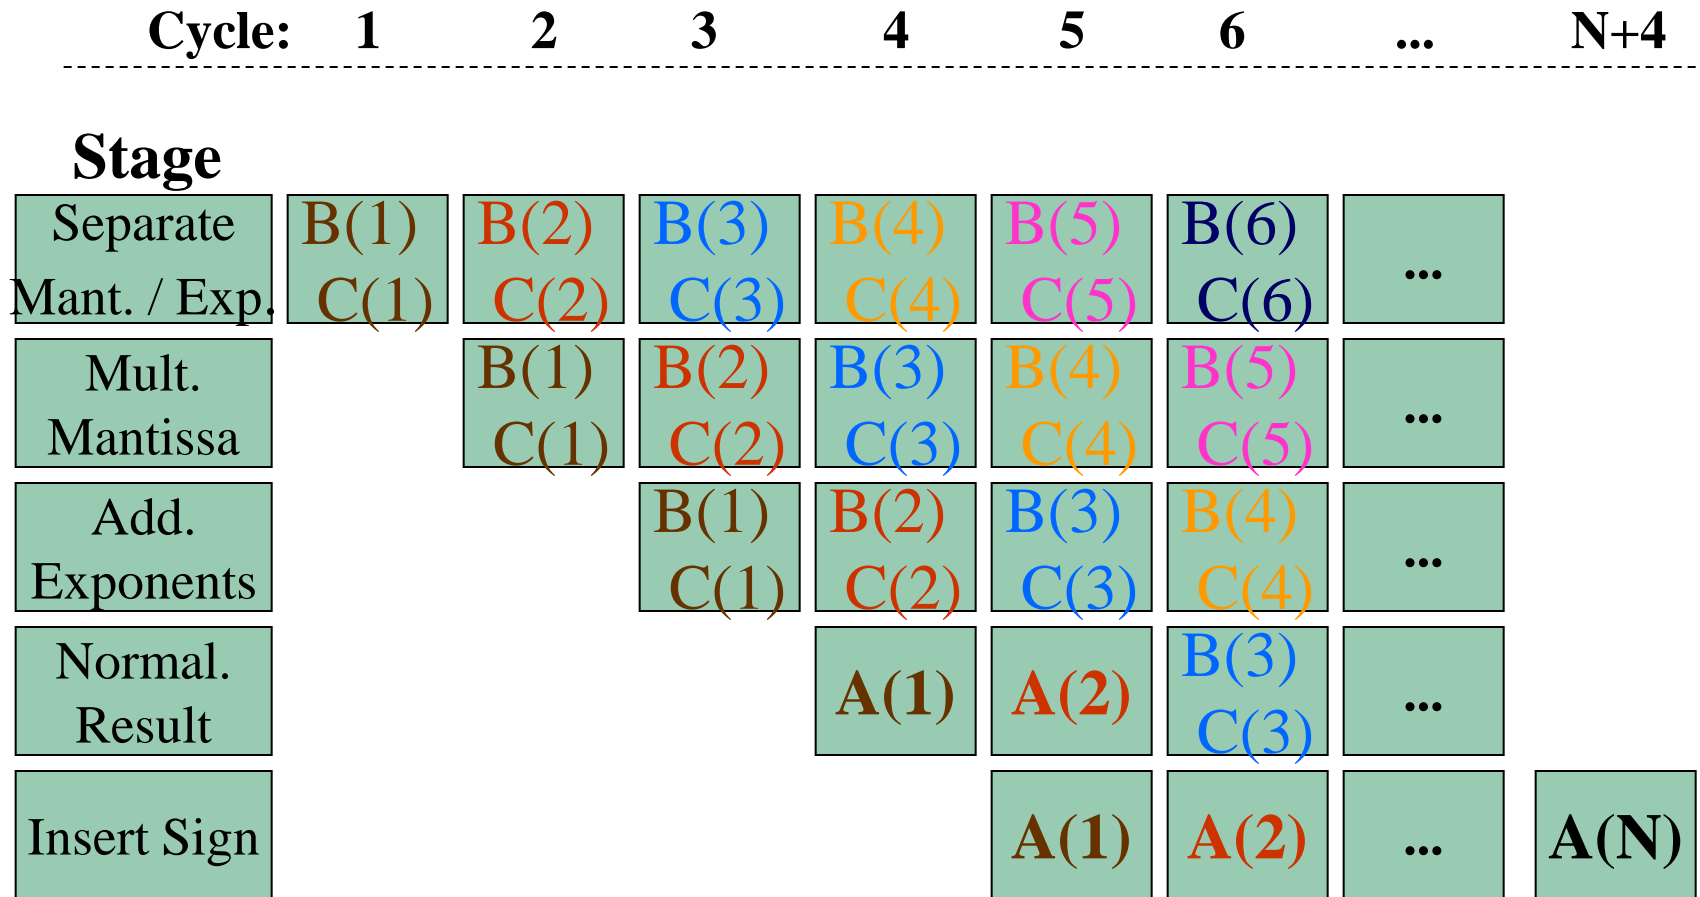 Cycle: 1 2 3 4 5 6 ... N+4
Stage
Separate B(1) B(2) B(3) B(4) B(5) B(6) ...
Mant. / Exp. C(1) C(2) C(3) C(4) C(5) C(6)
Mult. B(1) B(2) B(3) B(4) B(5) ...
Mantissa C(1) C(2) C(3) C(4) C(5)
Add. B(1) B(2) B(3) B(4) ...
Exponents C(1) C(2) C(3) C(4)
Normal. A(1) A(2) B(3) ...
Result C(3)
Insert Sign A(1) A(2) ... A(N)